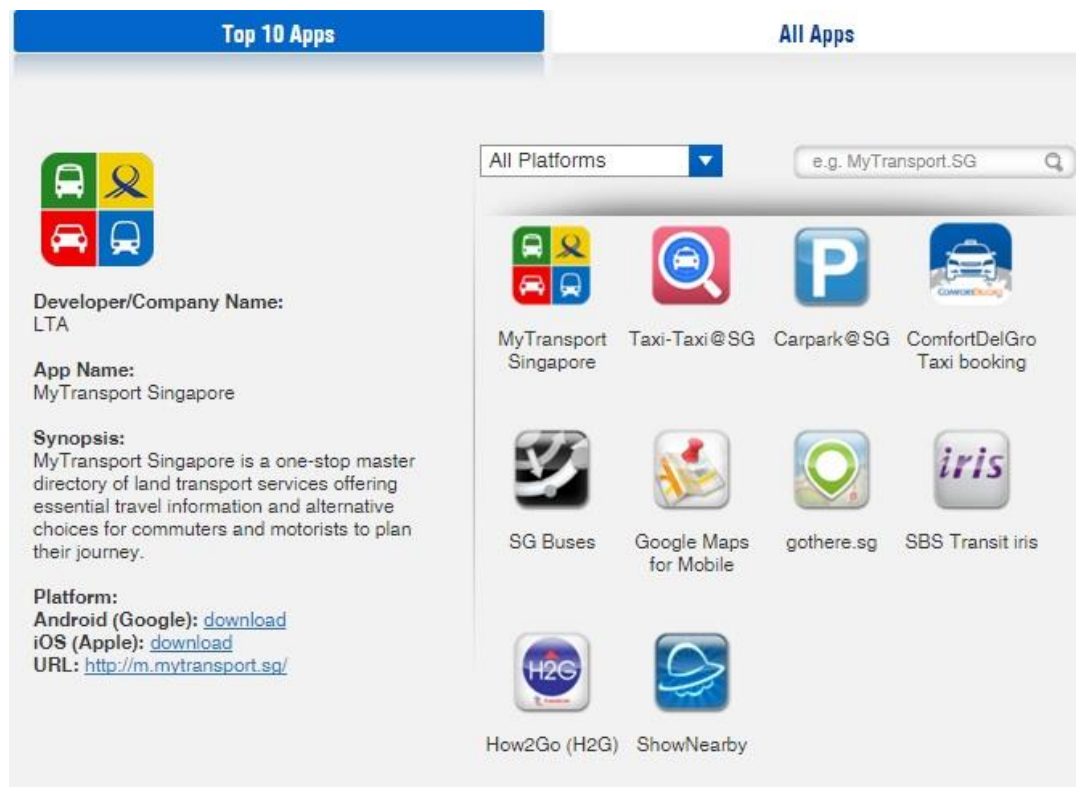 Top 10 Apps
All Apps
All Platforms
e.g. MyTransport.SG
Developer/Company Name:
LTA
App Name:
MyTransport Singapore
Synopsis:
MyTransport Singapore is a one-stop master
directory of land transport services offering
essential travel information and alternative
choices for commuters and motorists to plan
their journey.
Platform:
Android (Google): download
iOS (Apple): download
URL: http://m.mytransport.sg/
MyTransport
Singapore
Taxi-Taxi@SG
P
Carpark@SG
COMFORTDELGRO
ComfortDelGro
Taxi booking
SG Buses
Google Maps
for Mobile
gothere.sg
iris
SBS Transit iris
H2G
How2Go (H2G)
ShowNearby